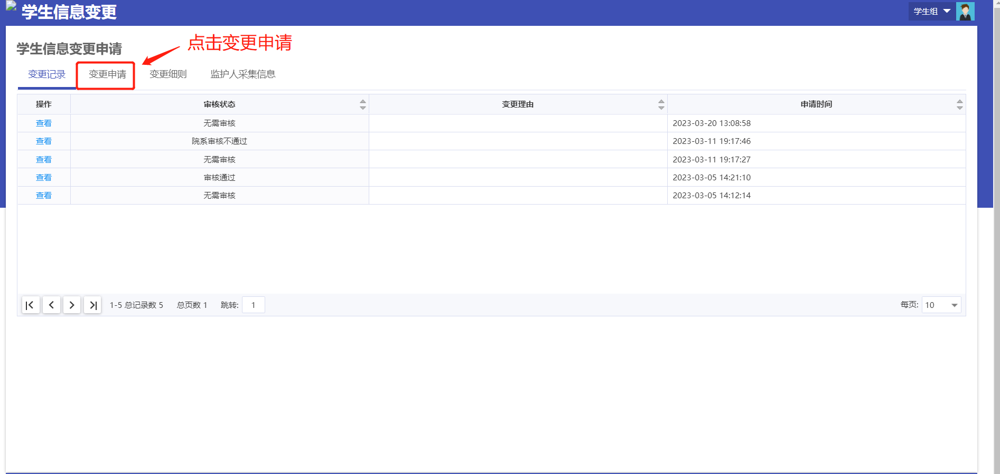 学生信息变更
学生组
学生信息变更申请
点击变更申请
变更记录 变更申请 变更细则 监护人采集信息
操作 审核状态 变更理由 申请时间
查看 无需审核 2023-03-20 13:08:58
查看 院系审核不通过 2023-03-11 19:17:46
查看 无需审核 2023-03-11 19:17:27
查看 审核通过 2023-03-05 14:21:10
查看 无需审核 2023-03-05 14:12:14
1-5 总记录数 5 总页数 1 跳转: 1 每页: 10